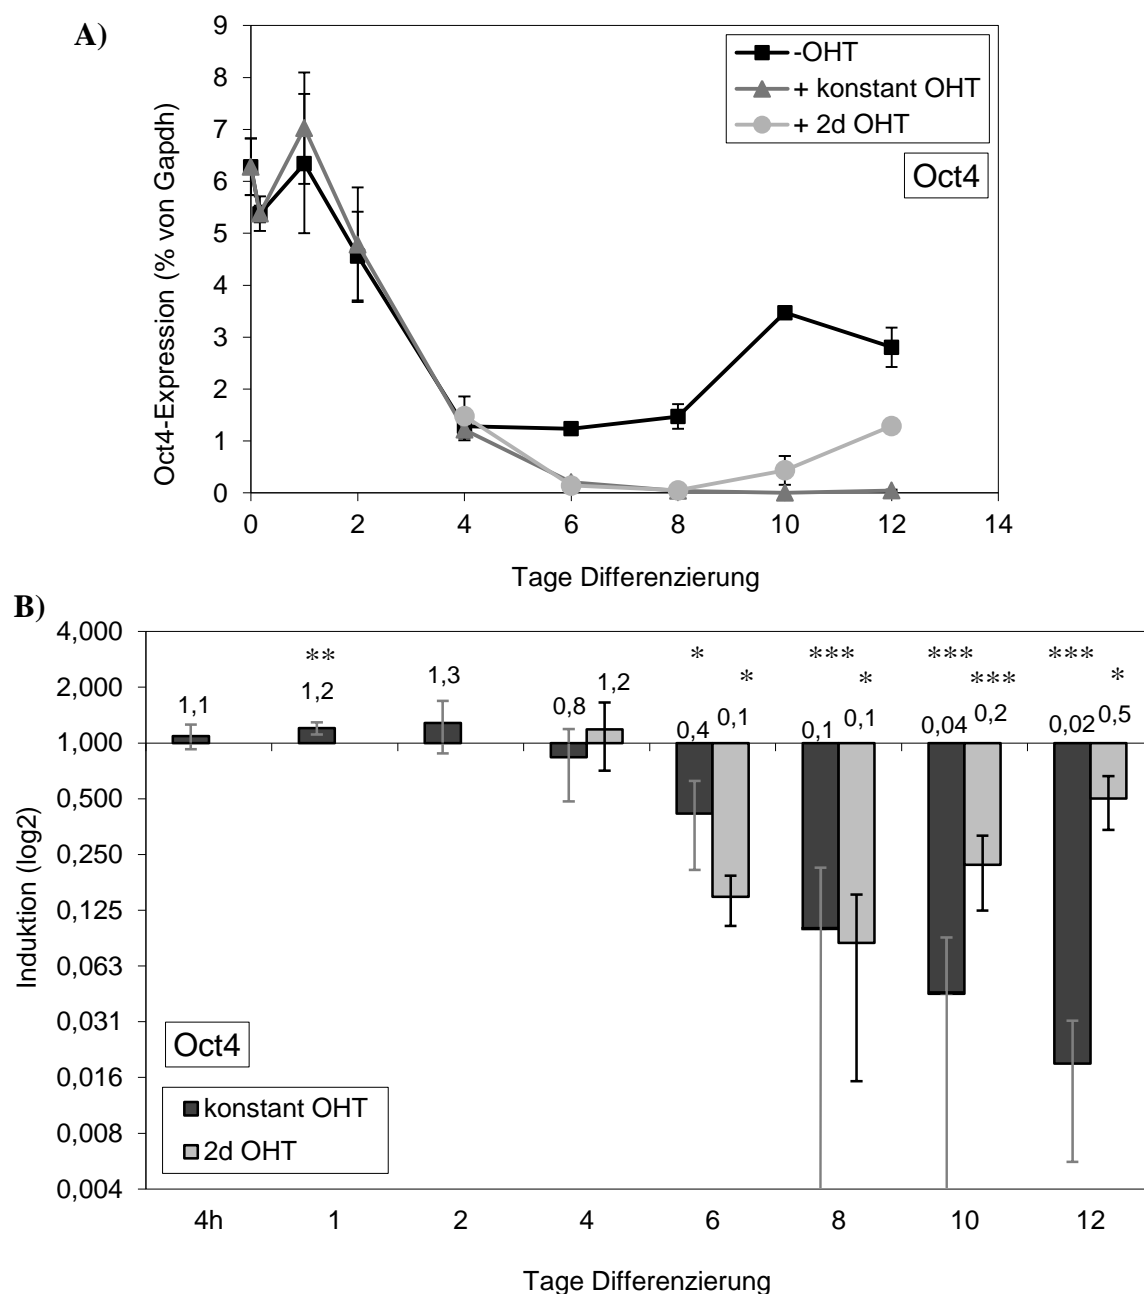 A)
9
8
7
6
5
4
3
2
1
0
Oct4-Expression (% von Gapdh)
-OHT
+ konstant OHT
+ 2d OHT
Oct4
0 2 4 6 8 10 12 14
Tage Differenzierung
B)
4,000
2,000
1,000
0,500
0,250
0,125
0,063
0,031
0,016
0,008
0,004
Induktion (log2)
** * *** *** ***
* * *** *
1,1 1,2 1,3 0,8 1,2 0,4 0,1 0,1 0,1 0,04 0,2 0,02 0,5
Oct4
konstant OHT
2d OHT
4h 1 2 4 6 8 10 12
Tage Differenzierung